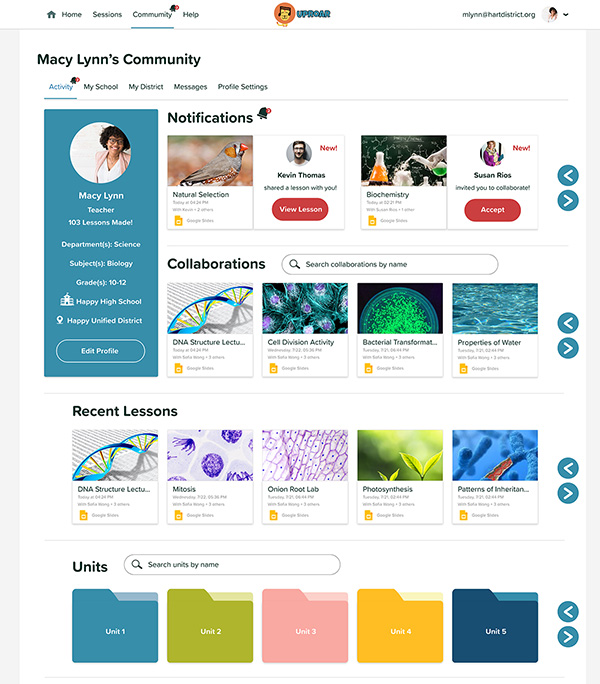 Home Sessions Community Help UPROAR mlynn@hartdistrict.org
Macy Lynn's Community
Activity My School My District Messages Profile Settings
Macy Lynn
Teacher
103 Lessons Made!
Department(s): Science
Subject(s): Biology
Grade(s): 10-12
Happy High School
Happy Unified District
Edit Profile
Notifications
Natural Selection
Today at 04:24 PM
With Kevin • 2 others
Google Slides
New!
Kevin Thomas
shared a lesson with you!
View Lesson
Biochemistry
Today at 02:21 PM
With Susan Rios • 1 other
Google Slides
New!
Susan Rios
invited you to collaborate!
Accept
Collaborations
Search collaborations by name
DNA Structure Lectu...
Today at 04:24 PM
With Safia Wong • 3 others
Google Slides
Cell Division Activity
Wednesday, 7/22, 05:36 PM
With Safia Wong • 3 others
Google Slides
Bacterial Transformat...
Tuesday, 7/21, 06:44 PM
With Safia Wong • 3 others
Google Slides
Properties of Water
Tuesday, 7/21, 02:44 PM
With Safia Wong • 3 others
Google Slides
Recent Lessons
DNA Structure Lectu...
Today at 04:24 PM
With Safia Wong • 3 others
Google Slides
Mitosis
Wednesday, 7/22, 05:36 PM
With Safia Wong • 3 others
Google Slides
Onion Root Lab
Tuesday, 7/21, 06:44 PM
With Safia Wong • 3 others
Google Slides
Photosynthesis
Tuesday, 7/21, 02:44 PM
With Safia Wong • 3 others
Google Slides
Patterns of Inheritan...
Tuesday, 7/21, 02:44 PM
With Safia Wong • 3 others
Google Slides
Units
Search units by name
Unit 1
Unit 2
Unit 3
Unit 4
Unit 5